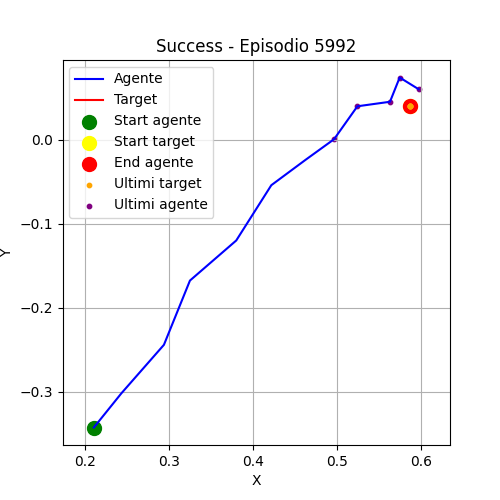 Success - Episodio 5992
Agente
Target
Start agente
Start target
End agente
Ultimi target
Ultimi agente
0.0
−0.1
−0.2
−0.3
Y
0.2 0.3 0.4 0.5 0.6
X